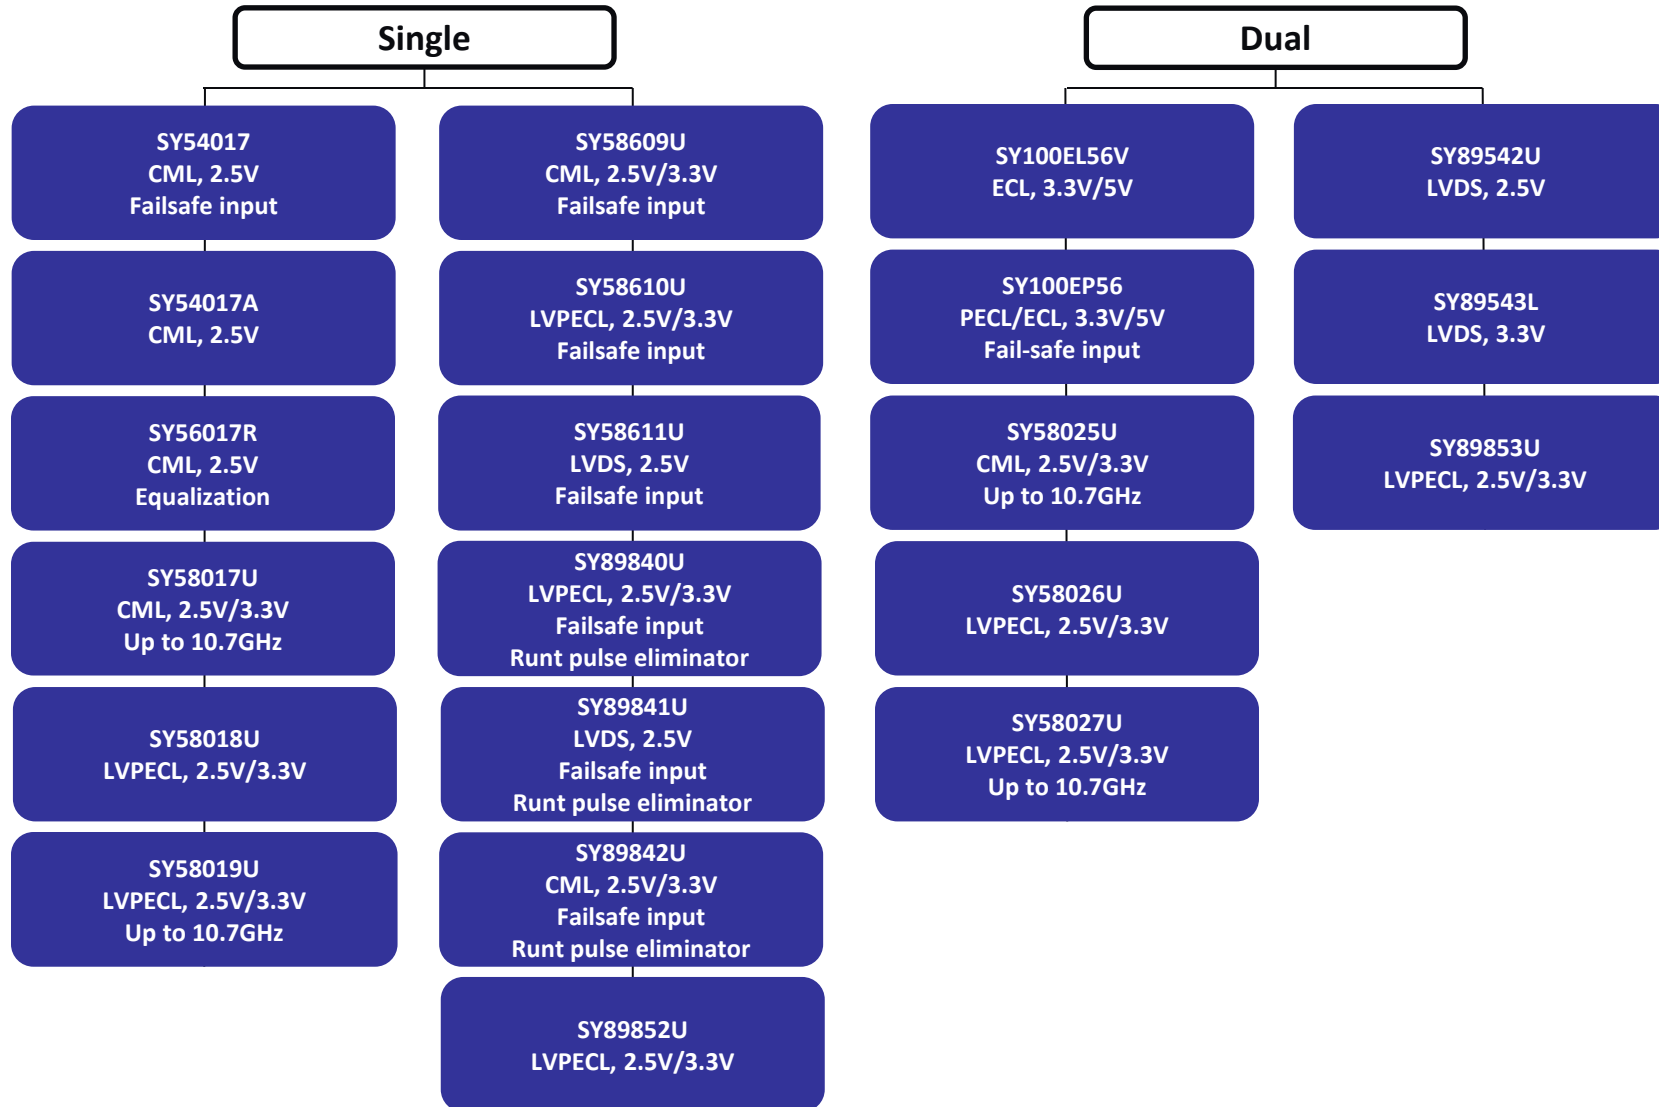 Single
SY54017
CML, 2.5V
Failsafe input
SY54017A
CML, 2.5V
SY56017R
CML, 2.5V
Equalization
SY58017U
CML, 2.5V/3.3V
Up to 10.7GHz
SY58018U
LVPECL, 2.5V/3.3V
SY58019U
LVPECL, 2.5V/3.3V
Up to 10.7GHz
SY58609U
CML, 2.5V/3.3V
Failsafe input
SY58610U
LVPECL, 2.5V/3.3V
Failsafe input
SY58611U
LVDS, 2.5V
Failsafe input
SY89840U
LVPECL, 2.5V/3.3V
Failsafe input
Runt pulse eliminator
SY89841U
LVDS, 2.5V
Failsafe input
Runt pulse eliminator
SY89842U
CML, 2.5V/3.3V
Failsafe input
Runt pulse eliminator
SY89852U
LVPECL, 2.5V/3.3V
Dual
SY100EL56V
ECL, 3.3V/5V
SY100EP56
PECL/ECL, 3.3V/5V
Fail-safe input
SY58025U
CML, 2.5V/3.3V
Up to 10.7GHz
SY58026U
LVPECL, 2.5V/3.3V
SY58027U
LVPECL, 2.5V/3.3V
Up to 10.7GHz
SY89542U
LVDS, 2.5V
SY89543L
LVDS, 3.3V
SY89853U
LVPECL, 2.5V/3.3V